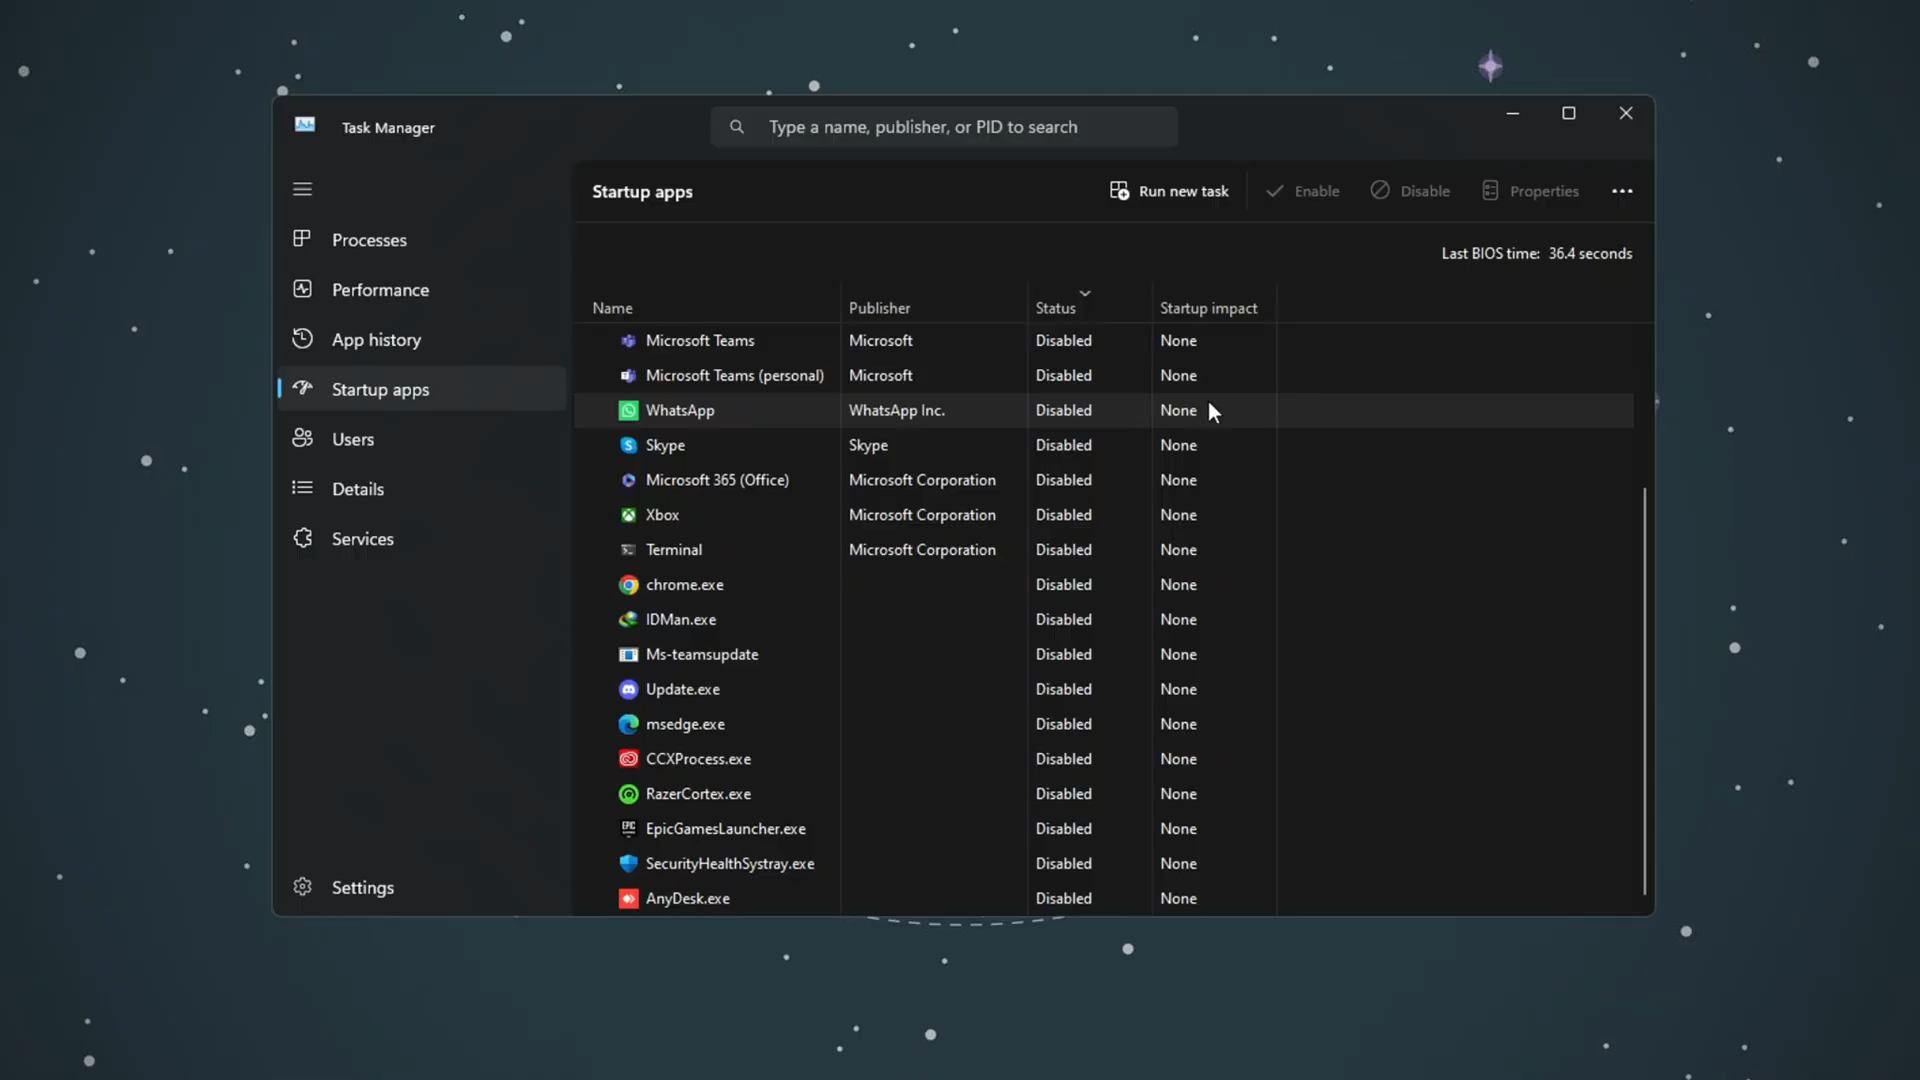 Task Manager
Type a name, publisher, or PID to search
Startup apps
Run new task
Enable
Disable
Properties
Processes
Performance
App history
Startup apps
Users
Details
Services
Settings
Last BIOS time: 36.4 seconds
Name Publisher Status Startup impact
Microsoft Teams Microsoft Disabled None
Microsoft Teams (personal) Microsoft Disabled None
WhatsApp WhatsApp Inc. Disabled None
Skype Skype Disabled None
Microsoft 365 (Office) Microsoft Corporation Disabled None
Xbox Microsoft Corporation Disabled None
Terminal Microsoft Corporation Disabled None
chrome.exe Disabled None
IDMan.exe Disabled None
Ms-teamsupdate Disabled None
Update.exe Disabled None
msedge.exe Disabled None
CCXProcess.exe Disabled None
RazerCortex.exe Disabled None
EpicGamesLauncher.exe Disabled None
SecurityHealthSystray.exe Disabled None
AnyDesk.exe Disabled None